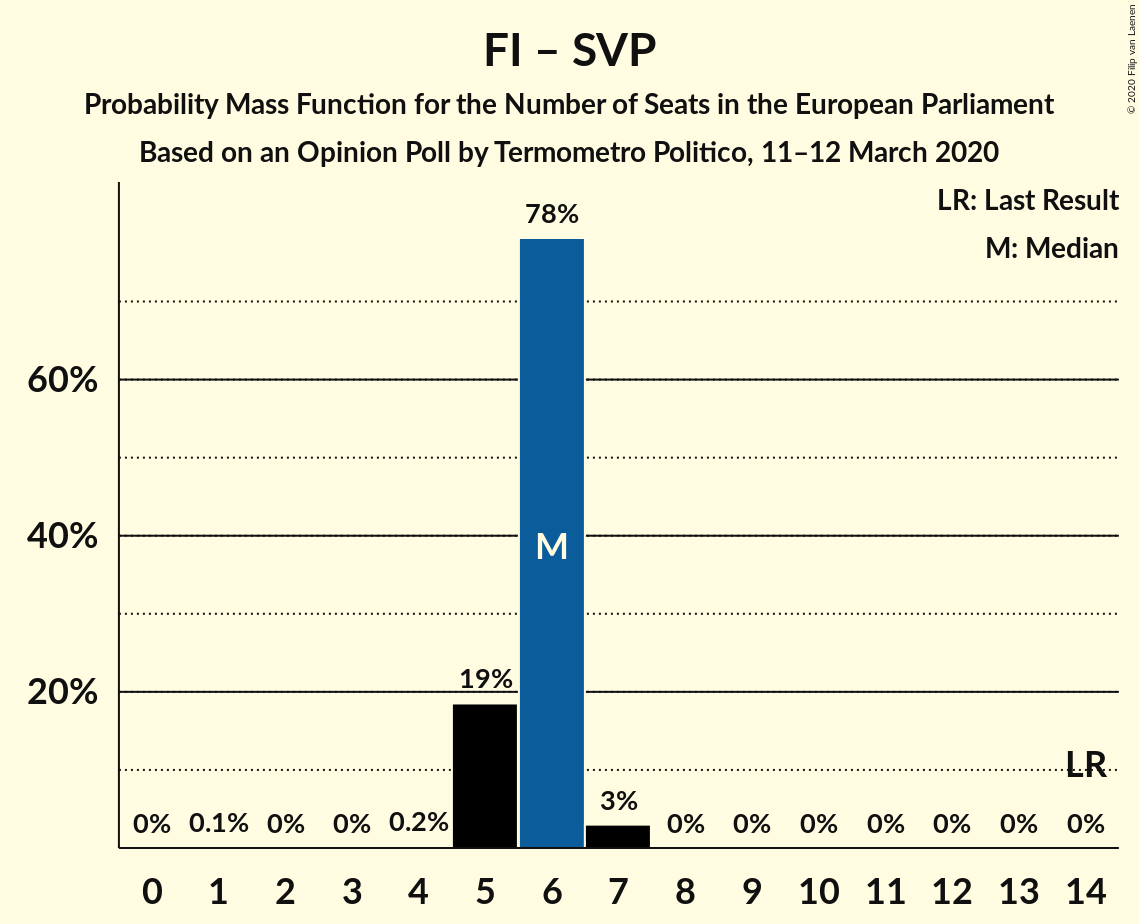 FI – SVP
Probability Mass Function for the Number of Seats in the European Parliament
Based on an Opinion Poll by Termometro Politico, 11–12 March 2020
© 2020 Filip van Laenen
LR: Last Result
M: Median
78%
60%
40%
M
19%
20%
LR
3%
0% 0.1% 0% 0% 0.2% 0% 0% 0% 0% 0% 0% 0%
0 1 2 3 4 5 6 7 8 9 10 11 12 13 14